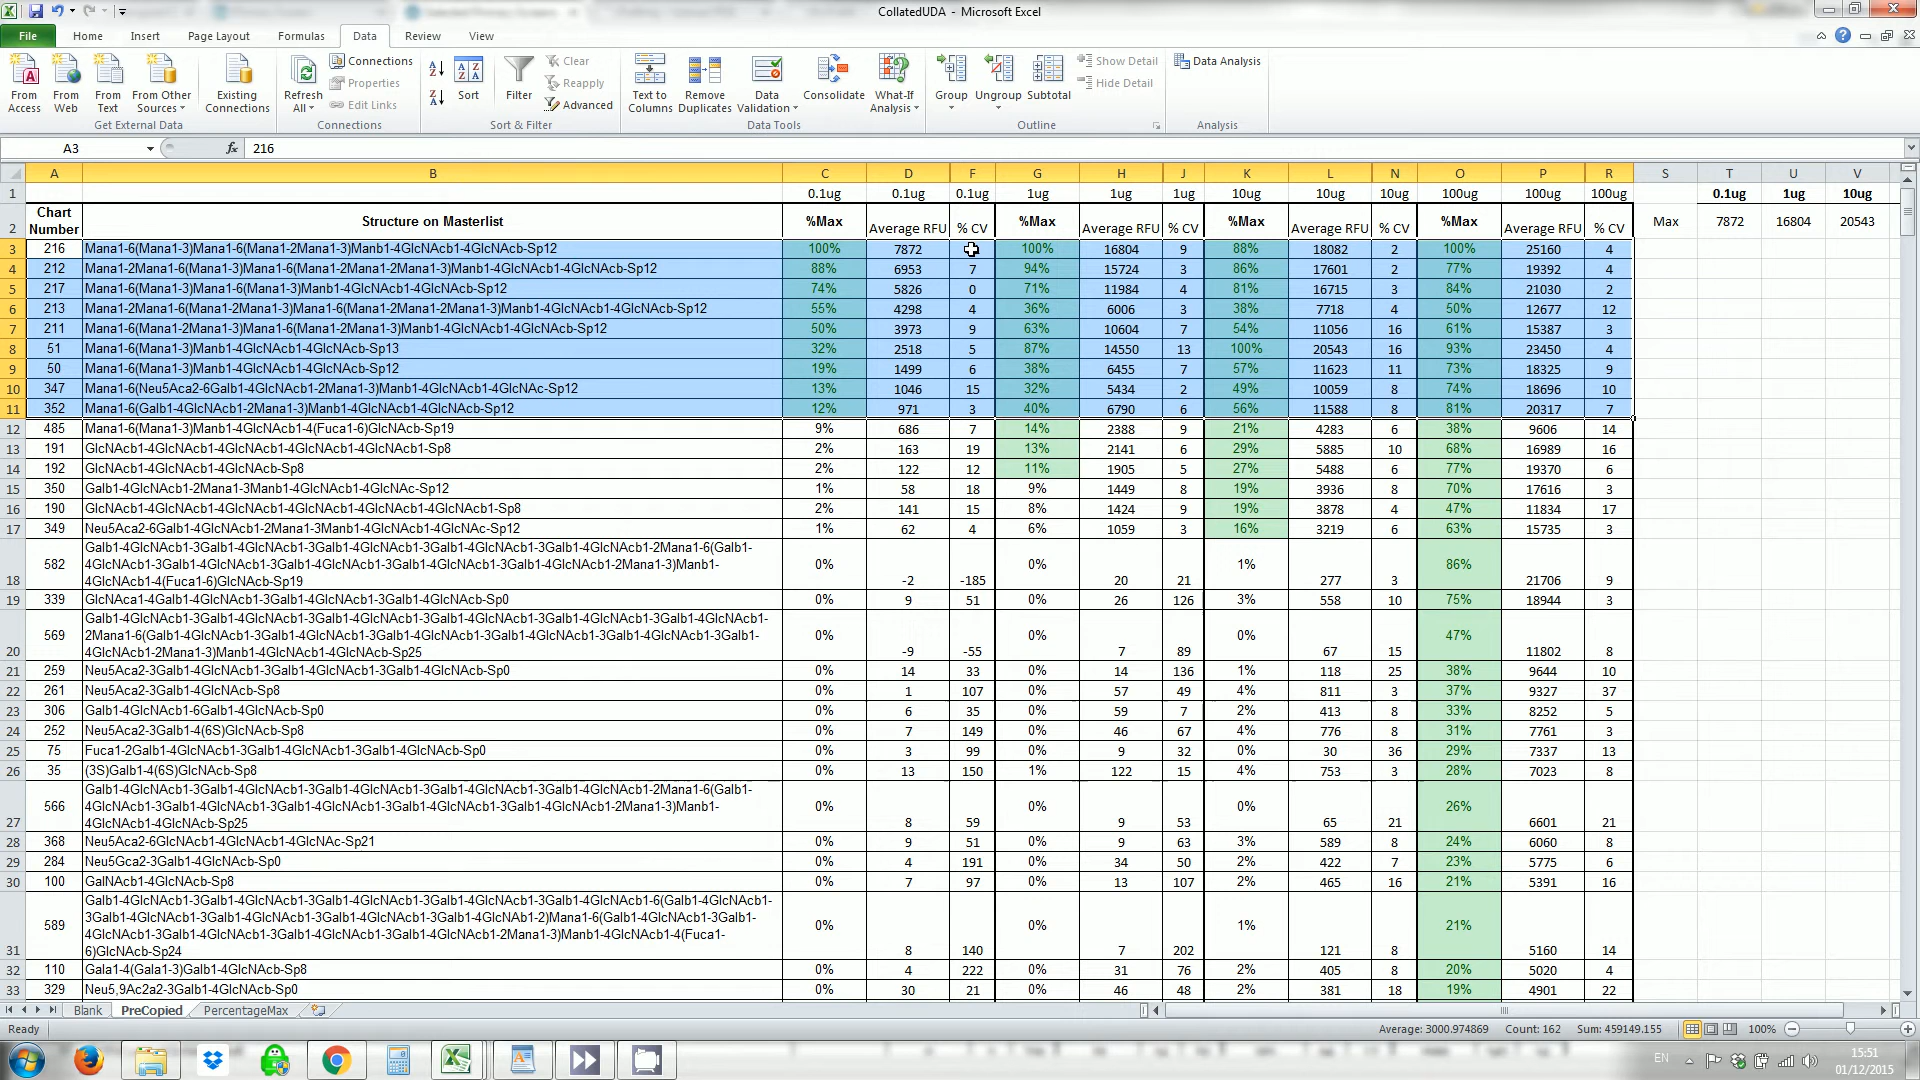 CollatedUDA - Microsoft Excel
File Home Insert Page Layout Formulas Data Review View
From Access From Web From Text From Other Sources Existing Connections Refresh All Connections Properties Edit Links Sort Filter Clear Reapply Advanced Text to Columns Remove Duplicates Data Validation Consolidate What-If Analysis Group Ungroup Subtotal Show Detail Hide Detail Data Analysis
Get External Data Connections Sort & Filter Data Tools Outline Analysis
A3 fx 216
A B C D F G H J K L N O P R S T U V
1 0.1ug 0.1ug 0.1ug 1ug 1ug 1ug 10ug 10ug 10ug 100ug 100ug 100ug 0.1ug 1ug 10ug
2 Chart Number Structure on Masterlist %Max Average RFU % CV %Max Average RFU % CV %Max Average RFU % CV %Max Average RFU % CV Max 7872 16804 20543
3 216 Mana1-6(Mana1-3)Mana1-6(Mana1-2Mana1-3)Manb1-4GlcNAcb1-4GlcNAcb-Sp12 100% 7872 100% 16804 9 88% 18082 2 100% 25160 4
4 212 Mana1-2Mana1-6(Mana1-3)Mana1-6(Mana1-2Mana1-2Mana1-3)Manb1-4GlcNAcb1-4GlcNAcb-Sp12 88% 6953 7 94% 15724 3 86% 17601 2 77% 19392 4
5 217 Mana1-6(Mana1-3)Mana1-6(Mana1-3)Manb1-4GlcNAcb1-4GlcNAcb-Sp12 74% 5826 0 71% 11984 4 81% 16715 3 84% 21030 2
6 213 Mana1-2Mana1-6(Mana1-2Mana1-3)Mana1-6(Mana1-2Mana1-2Mana1-3)Manb1-4GlcNAcb1-4GlcNAcb-Sp12 55% 4298 4 36% 6006 3 38% 7718 4 50% 12677 12
7 211 Mana1-6(Mana1-2Mana1-3)Mana1-6(Mana1-2Mana1-3)Manb1-4GlcNAcb1-4GlcNAcb-Sp12 50% 3973 9 63% 10604 7 54% 11056 16 61% 15387 3
8 51 Mana1-6(Mana1-3)Manb1-4GlcNAcb1-4GlcNAcb-Sp13 32% 2518 5 87% 14550 13 100% 20543 16 93% 23450 4
9 50 Mana1-6(Mana1-3)Manb1-4GlcNAcb1-4GlcNAcb-Sp12 19% 1499 6 38% 6455 7 57% 11623 11 73% 18325 9
10 347 Mana1-6(Neu5Aca2-6Galb1-4GlcNAcb1-2Mana1-3)Manb1-4GlcNAcb1-4GlcNAc-Sp12 13% 1046 15 32% 5434 2 49% 10059 8 74% 18696 10
11 352 Mana1-6(Galb1-4GlcNAcb1-2Mana1-3)Manb1-4GlcNAcb1-4GlcNAcb-Sp12 12% 971 3 40% 6790 6 56% 11588 8 81% 20317 7
12 485 Mana1-6(Mana1-3)Manb1-4GlcNAcb1-4(Fuca1-6)GlcNAcb-Sp19 9% 686 7 14% 2388 9 21% 4283 6 38% 9606 14
13 191 GlcNAcb1-4GlcNAcb1-4GlcNAcb1-4GlcNAcb1-4GlcNAcb1-Sp8 2% 163 19 13% 2141 6 29% 5885 10 68% 16989 16
14 192 GlcNAcb1-4GlcNAcb1-4GlcNAcb-Sp8 2% 122 12 11% 1905 5 27% 5488 6 77% 19370 6
15 350 Galb1-4GlcNAcb1-2Mana1-3Manb1-4GlcNAcb1-4GlcNAc-Sp12 1% 58 18 9% 1449 8 19% 3936 8 70% 17616 3
16 190 GlcNAcb1-4GlcNAcb1-4GlcNAcb1-4GlcNAcb1-4GlcNAcb1-4GlcNAcb1-Sp8 2% 141 15 8% 1424 9 19% 3878 4 47% 11834 17
17 349 Neu5Aca2-6Galb1-4GlcNAcb1-2Mana1-3Manb1-4GlcNAcb1-4GlcNAc-Sp12 1% 62 4 6% 1059 3 16% 3219 6 63% 15735 3
Galb1-4GlcNAcb1-3Galb1-4GlcNAcb1-3Galb1-4GlcNAcb1-3Galb1-4GlcNAcb1-3Galb1-4GlcNAcb1-2Mana1-6(Galb1-
582 4GlcNAcb1-3Galb1-4GlcNAcb1-3Galb1-4GlcNAcb1-3Galb1-4GlcNAcb1-3Galb1-4GlcNAcb1-2Mana1-3)Manb1- 0% 0% 1% 86%
18 4GlcNAcb1-4(Fuca1-6)GlcNAcb-Sp19 -2 -185 20 21 277 3 21706 9
19 339 GlcNAca1-4Galb1-4GlcNAcb1-3Galb1-4GlcNAcb1-3Galb1-4GlcNAcb-Sp0 0% 9 51 0% 26 126 3% 558 10 75% 18944 3
Galb1-4GlcNAcb1-3Galb1-4GlcNAcb1-3Galb1-4GlcNAcb1-3Galb1-4GlcNAcb1-3Galb1-4GlcNAcb1-3Galb1-4GlcNAcb1-
569 2Mana1-6(Galb1-4GlcNAcb1-3Galb1-4GlcNAcb1-3Galb1-4GlcNAcb1-3Galb1-4GlcNAcb1-3Galb1-4GlcNAcb1-3Galb1- 0% 0% 0% 47%
20 4GlcNAcb1-2Mana1-3)Manb1-4GlcNAcb1-4GlcNAcb-Sp25 -9 -55 7 89 67 15 11802 8
21 259 Neu5Aca2-3Galb1-4GlcNAcb1-3Galb1-4GlcNAcb1-3Galb1-4GlcNAcb-Sp0 0% 14 33 0% 14 136 1% 118 25 38% 9644 10
22 261 Neu5Aca2-3Galb1-4GlcNAcb-Sp8 0% 1 107 0% 57 49 4% 811 3 37% 9327 37
23 306 Galb1-4GlcNAcb1-6Galb1-4GlcNAcb-Sp0 0% 6 35 0% 59 7 2% 413 8 33% 8252 5
24 252 Neu5Aca2-3Galb1-4(6S)GlcNAcb-Sp8 0% 7 149 0% 46 67 4% 776 8 31% 7761 3
25 75 Fuca1-2Galb1-4GlcNAcb1-3Galb1-4GlcNAcb1-3Galb1-4GlcNAcb-Sp0 0% 3 99 0% 9 32 0% 30 36 29% 7337 13
26 35 (3S)Galb1-4(6S)GlcNAcb-Sp8 0% 13 150 1% 122 15 4% 753 3 28% 7023 8
Galb1-4GlcNAcb1-3Galb1-4GlcNAcb1-3Galb1-4GlcNAcb1-3Galb1-4GlcNAcb1-3Galb1-4GlcNAcb1-2Mana1-6(Galb1-
566 4GlcNAcb1-3Galb1-4GlcNAcb1-3Galb1-4GlcNAcb1-3Galb1-4GlcNAcb1-3Galb1-4GlcNAcb1-2Mana1-3)Manb1- 0% 0% 0% 26%
27 4GlcNAcb1-4GlcNAcb-Sp25 8 59 9 53 65 21 6601 21
28 368 Neu5Aca2-6GlcNAcb1-4GlcNAcb1-4GlcNAc-Sp21 0% 9 51 0% 9 63 3% 589 8 24% 6060 8
29 284 Neu5Gca2-3Galb1-4GlcNAcb-Sp0 0% 4 191 0% 34 50 2% 422 7 23% 5775 6
30 100 GalNAcb1-4GlcNAcb-Sp8 0% 7 97 0% 13 107 2% 465 16 21% 5391 16
Galb1-4GlcNAcb1-3Galb1-4GlcNAcb1-3Galb1-4GlcNAcb1-3Galb1-4GlcNAcb1-3Galb1-4GlcNAcb1-6(Galb1-4GlcNAcb1-
589 3Galb1-4GlcNAcb1-3Galb1-4GlcNAcb1-3Galb1-4GlcNAcb1-3Galb1-4GlcNAb1-2)Mana1-6(Galb1-4GlcNAcb1-3Galb1- 0% 0% 1% 21%
4GlcNAcb1-3Galb1-4GlcNAcb1-3Galb1-4GlcNAcb1-3Galb1-4GlcNAcb1-2Mana1-3)Manb1-4GlcNAcb1-4(Fuca1-
31 6)GlcNAcb-Sp24 8 140 7 202 121 8 5160 14
32 110 Gala1-4(Gala1-3)Galb1-4GlcNAcb-Sp8 0% 4 222 0% 31 76 2% 405 8 20% 5020 4
33 329 Neu5,9Ac2a2-3Galb1-4GlcNAcb-Sp0 0% 30 21 0% 46 48 2% 381 18 19% 4901 22
Blank PreCopied PercentageMax
Ready Average: 3000.974869 Count: 162 Sum: 459149.155 100%
EN 15:51
01/12/2015